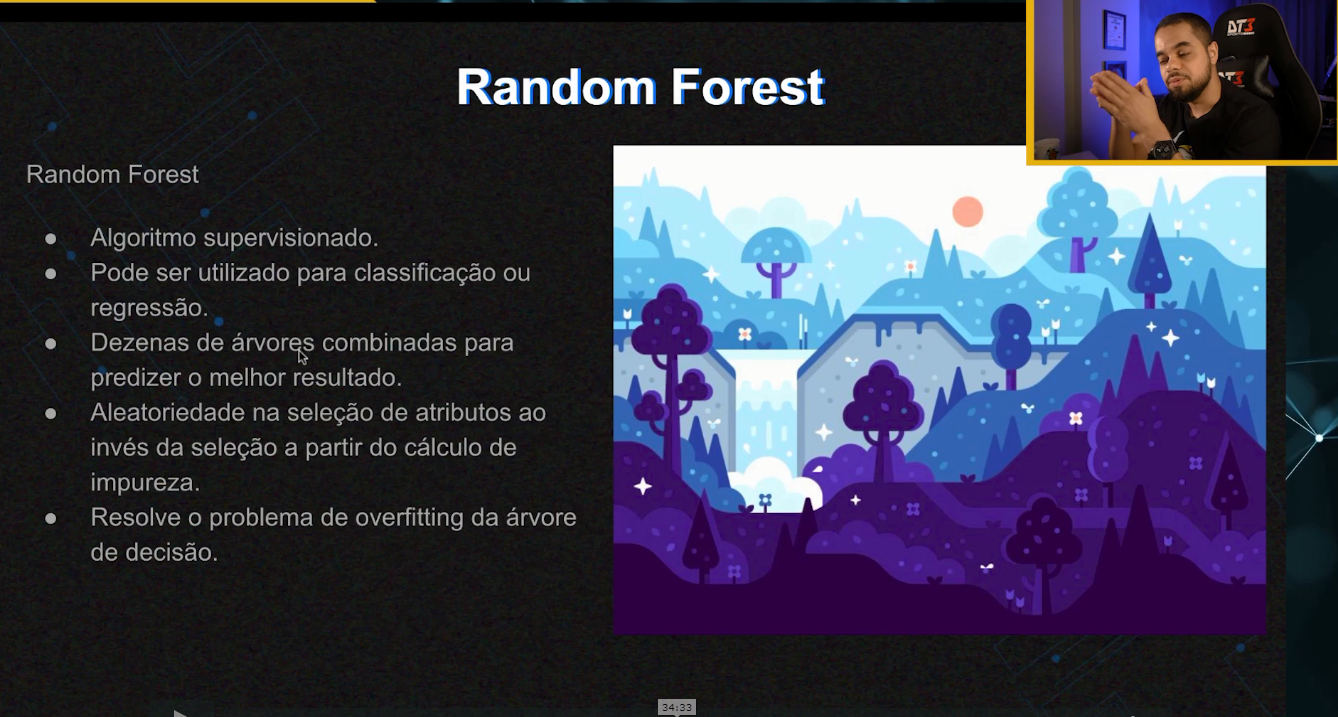 Random Forest
DT3
DT3
Random Forest
● Algoritmo supervisionado.
● Pode ser utilizado para classificação ou
regressão.
● Dezenas de árvores combinadas para
predizer o melhor resultado.
● Aleatoriedade na seleção de atributos ao
invés da seleção a partir do cálculo de
impureza.
● Resolve o problema de overfitting da árvore
de decisão.
34:33